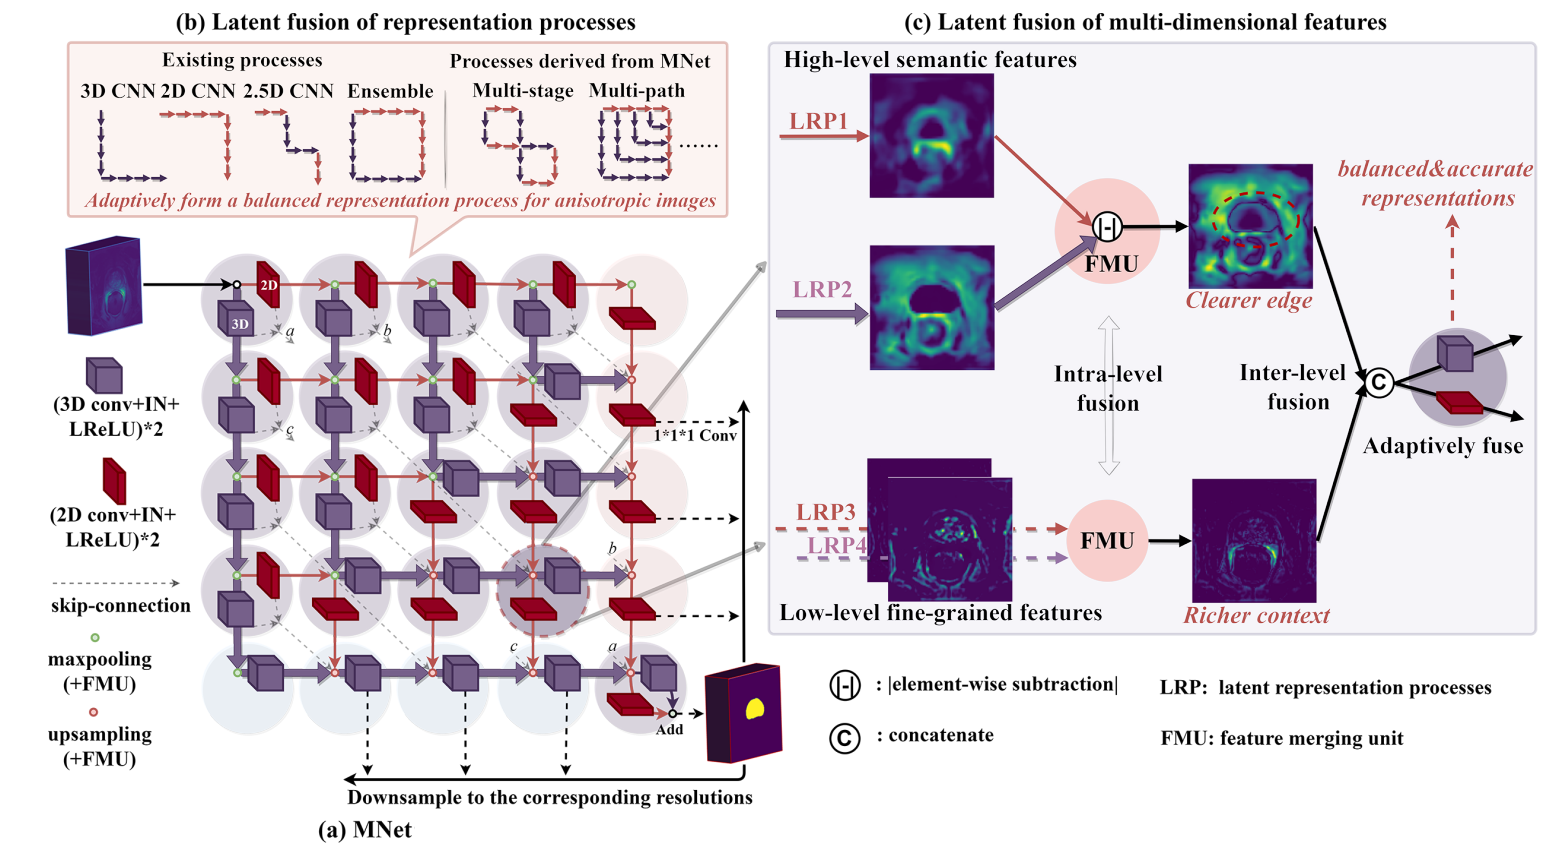 (b) Latent fusion of representation processes
Existing processes
Processes derived from MNet
3D CNN 2D CNN 2.5D CNN Ensemble
Multi-stage Multi-path
......
Adaptively form a balanced representation process for anisotropic images
2D
3D
a
b
c
(3D conv+IN+
LReLU)*2
(2D conv+IN+
LReLU)*2
skip-connection
maxpooling
(+FMU)
upsampling
(+FMU)
1*1*1 Conv
b
c
a
Add
Downsample to the corresponding resolutions
(a) MNet
(c) Latent fusion of multi-dimensional features
High-level semantic features
LRP1
LRP2
|-|
FMU
Clearer edge
balanced&accurate
representations
Intra-level
fusion
Inter-level
fusion
C
Adaptively fuse
LRP3
LRP4
FMU
Low-level fine-grained features
Richer context
|-| : |element-wise subtraction|
LRP: latent representation processes
C : concatenate
FMU: feature merging unit